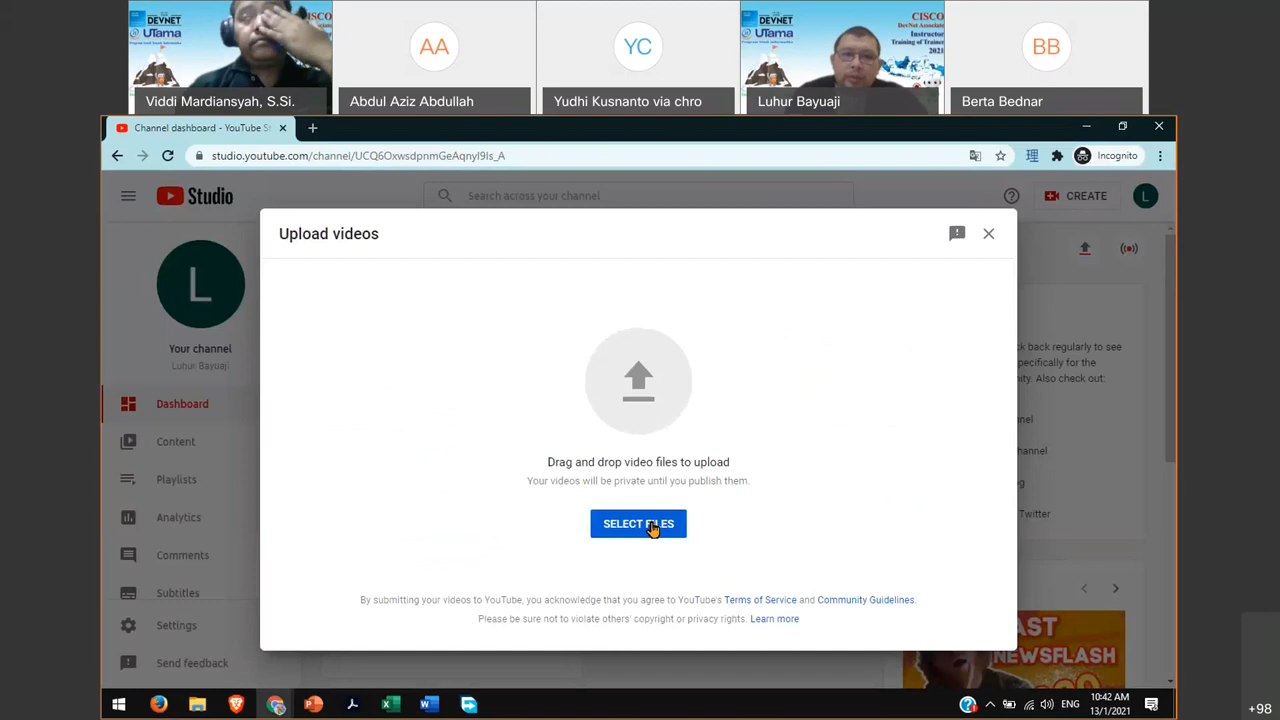 DEVNET
@ UTama
Viddi Mardiansyah, S.Si.
AA
Abdul Aziz Abdullah
YC
Yudhi Kusnanto via chro
DEVNET
@ UTama
CISCO
DevNet Associate
Instructor
Training of Trainer
2021
Luhur Bayuaji
BB
Berta Bednar
Channel dashboard - YouTube St
studio.youtube.com/channel/UCQ6OxwsdpnmGeAqnyI9Is_A
理
Incognito
Studio
Search across your channel
CREATE
L
Upload videos
L
Your channel
Luhur Bayuaji
Dashboard
Content
Playlists
Analytics
Comments
Subtitles
Settings
Send feedback
Drag and drop video files to upload
Your videos will be private until you publish them.
SELECT FILES
By submitting your videos to YouTube, you acknowledge that you agree to YouTube's Terms of Service and Community Guidelines.
Please be sure not to violate others' copyright or privacy rights. Learn more
ck back regularly to see
specifically for the
nity. Also check out:
nnel
hannel
og
Twitter
AST
NEWSFLASH
ENG
10:42 AM
13/1/2021
+98